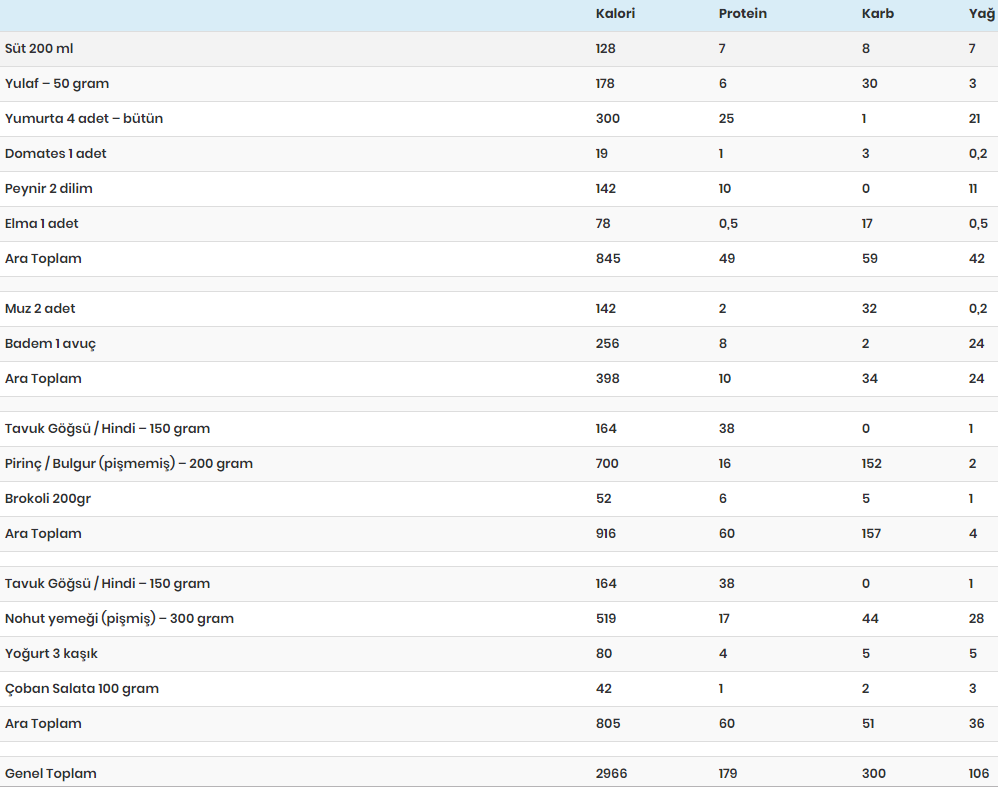 Kalori Protein Karb Yağ
Süt 200 ml 128 7 8 7
Yulaf – 50 gram 178 6 30 3
Yumurta 4 adet – bütün 300 25 1 21
Domates 1 adet 19 1 3 0,2
Peynir 2 dilim 142 10 0 11
Elma 1 adet 78 0,5 17 0,5
Ara Toplam 845 49 59 42
Muz 2 adet 142 2 32 0,2
Badem 1 avuç 256 8 2 24
Ara Toplam 398 10 34 24
Tavuk Göğsü / Hindi – 150 gram 164 38 0 1
Pirinç / Bulgur (pişmemiş) – 200 gram 700 16 152 2
Brokoli 200gr 52 6 5 1
Ara Toplam 916 60 157 4
Tavuk Göğsü / Hindi – 150 gram 164 38 0 1
Nohut yemeği (pişmiş) – 300 gram 519 17 44 28
Yoğurt 3 kaşık 80 4 5 5
Çoban Salata 100 gram 42 1 2 3
Ara Toplam 805 60 51 36
Genel Toplam 2966 179 300 106